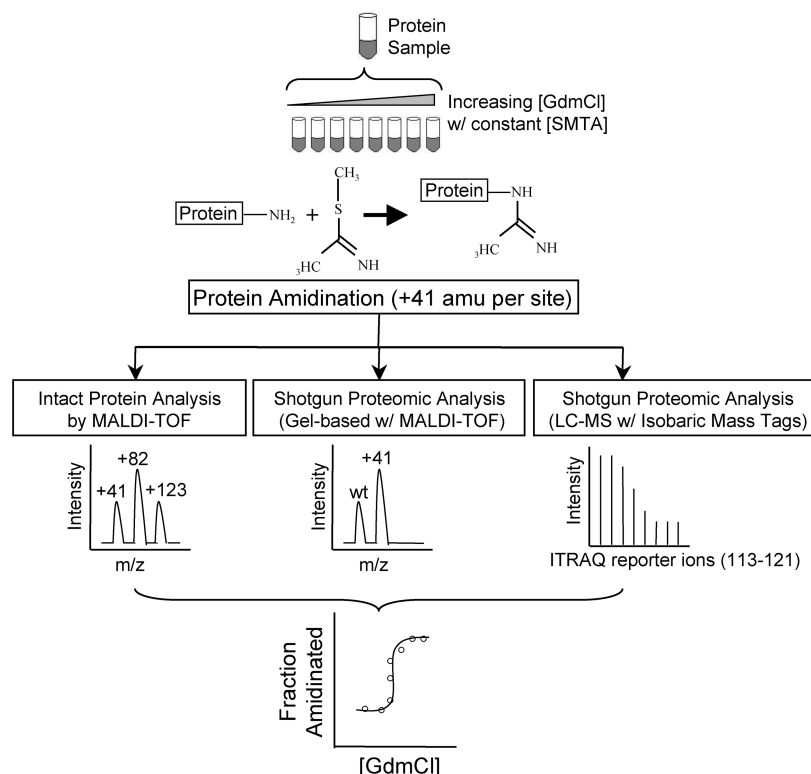 Protein
Sample
Increasing [GdmCl]
w/ constant [SMTA]
CH3
S
3HC
NH
Protein
NH2
+
Protein
NH
3HC
NH
Protein Amidination (+41 amu per site)
Intact Protein Analysis
by MALDI-TOF
Shotgun Proteomic Analysis
(Gel-based w/ MALDI-TOF)
Shotgun Proteomic Analysis
(LC-MS w/ Isobaric Mass Tags)
Intensity
+41
+82
+123
m/z
Intensity
wt
+41
m/z
Intensity
ITRAQ reporter ions (113-121)
Fraction
Amidinated
[GdmCl]